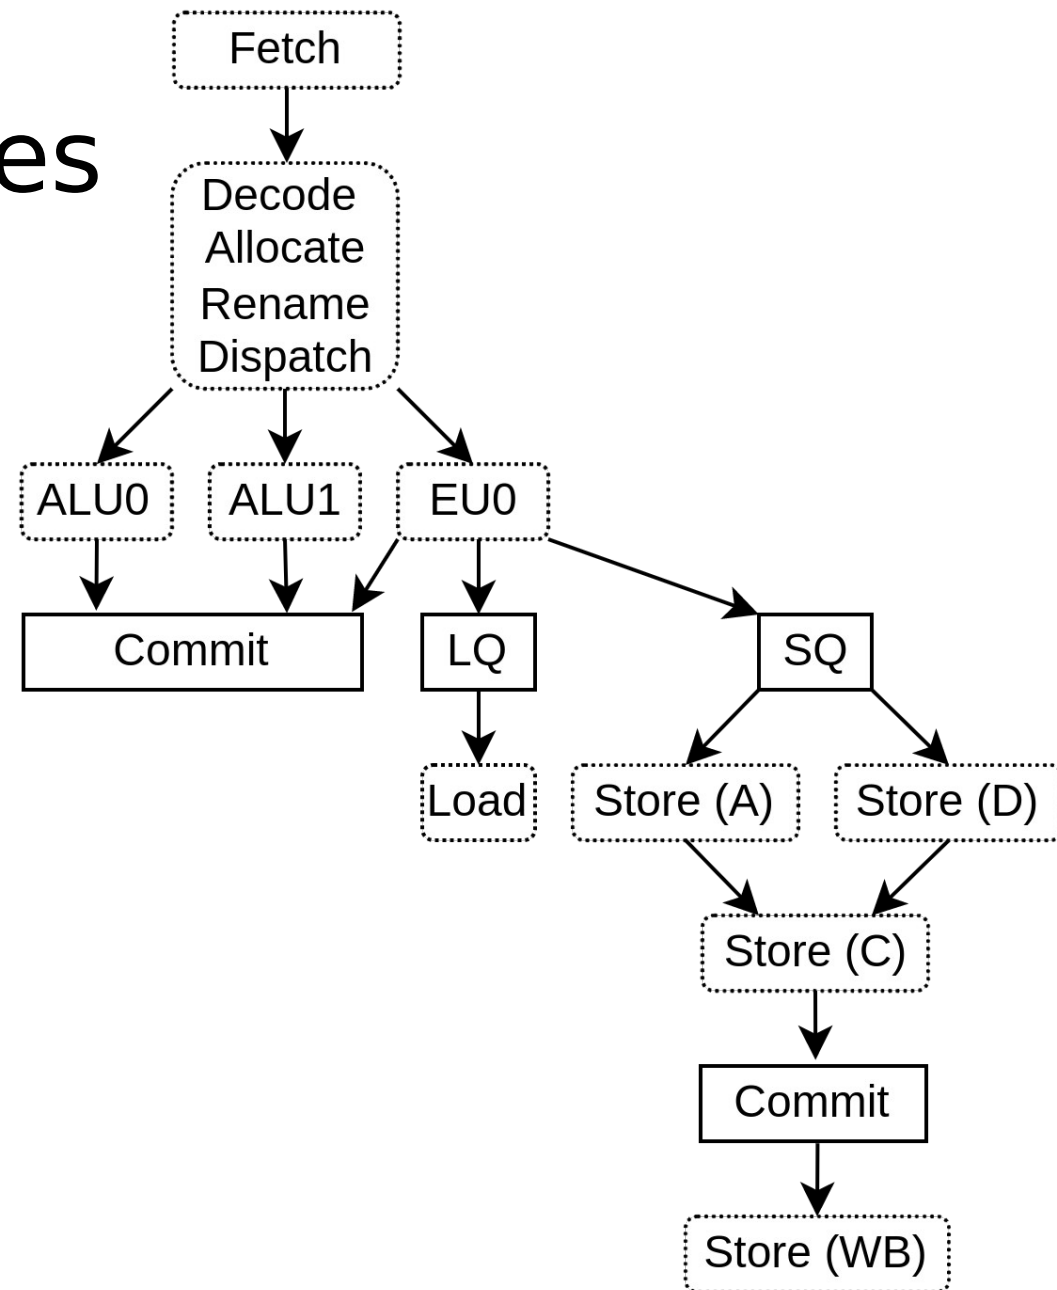 Fetch
es
Decode
Allocate
Rename
Dispatch
ALU0 ALU1 EU0
Commit LQ SQ
Load Store (A) Store (D)
Store (C)
Commit
Store (WB)